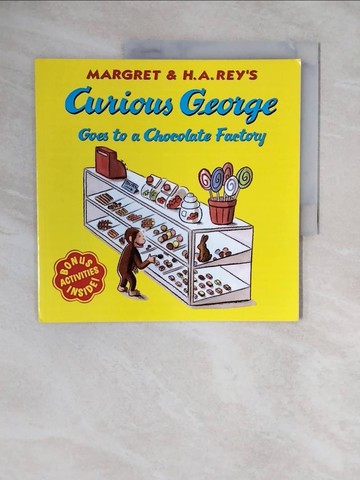 MARGRET & H.A.REY'S
Curious George
Goes to a Chocolate Factory
BONUS
ACTIVITIES
INSIDE!